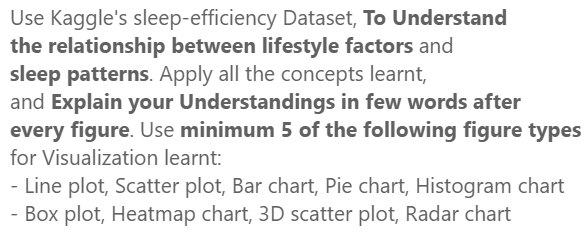 Use Kaggle's sleep-efficiency Dataset, To Understand
the relationship between lifestyle factors and
sleep patterns. Apply all the concepts learnt,
and Explain your Understandings in few words after
every figure. Use minimum 5 of the following figure types
for Visualization learnt:
- Line plot, Scatter plot, Bar chart, Pie chart, Histogram chart
- Box plot, Heatmap chart, 3D scatter plot, Radar chart